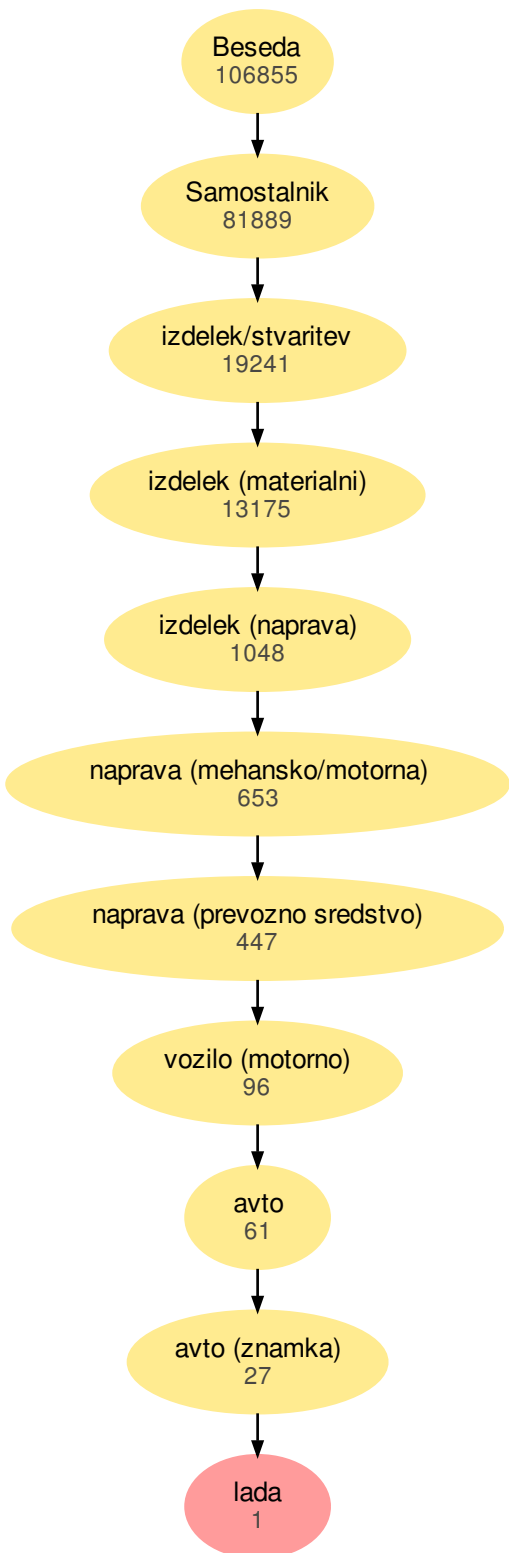 Beseda
106855
Samostalnik
81889
izdelek/stvaritev
19241
izdelek (materialni)
13175
izdelek (naprava)
1048
naprava (mehansko/motorna)
653
naprava (prevozno sredstvo)
447
vozilo (motorno)
96
avto
61
avto (znamka)
27
lada
1